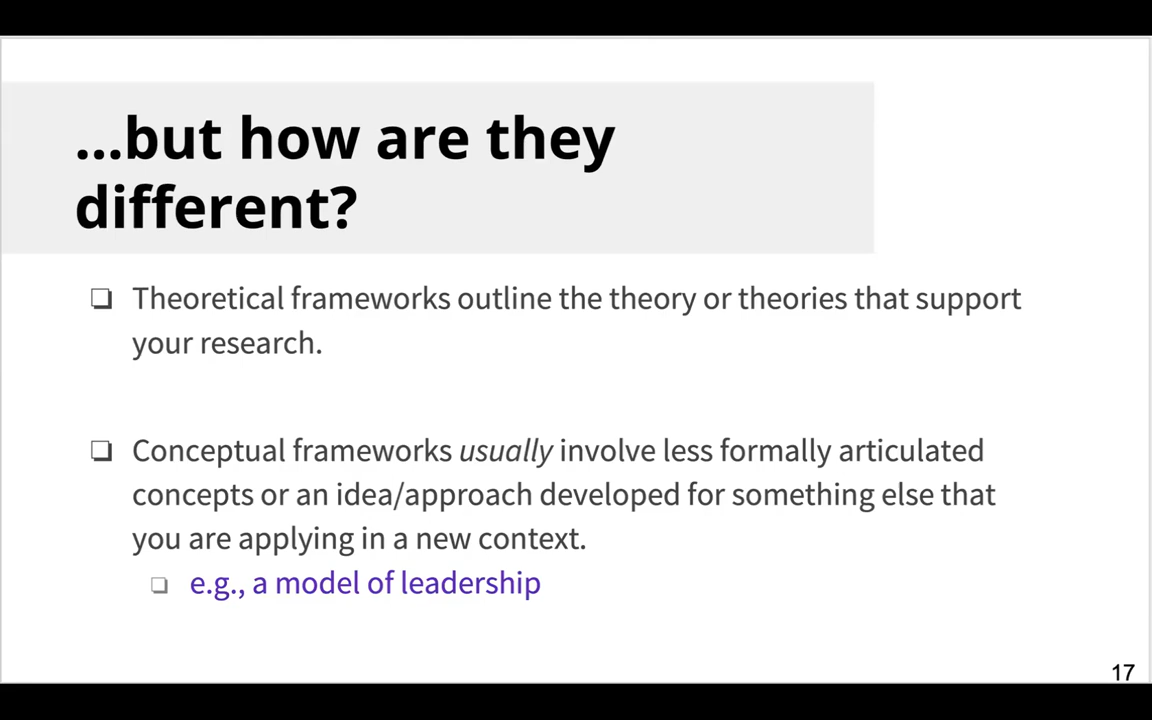 ...but how are they
different?
❏ Theoretical frameworks outline the theory or theories that support
your research.
❏ Conceptual frameworks usually involve less formally articulated
concepts or an idea/approach developed for something else that
you are applying in a new context.
❏ e.g., a model of leadership
17